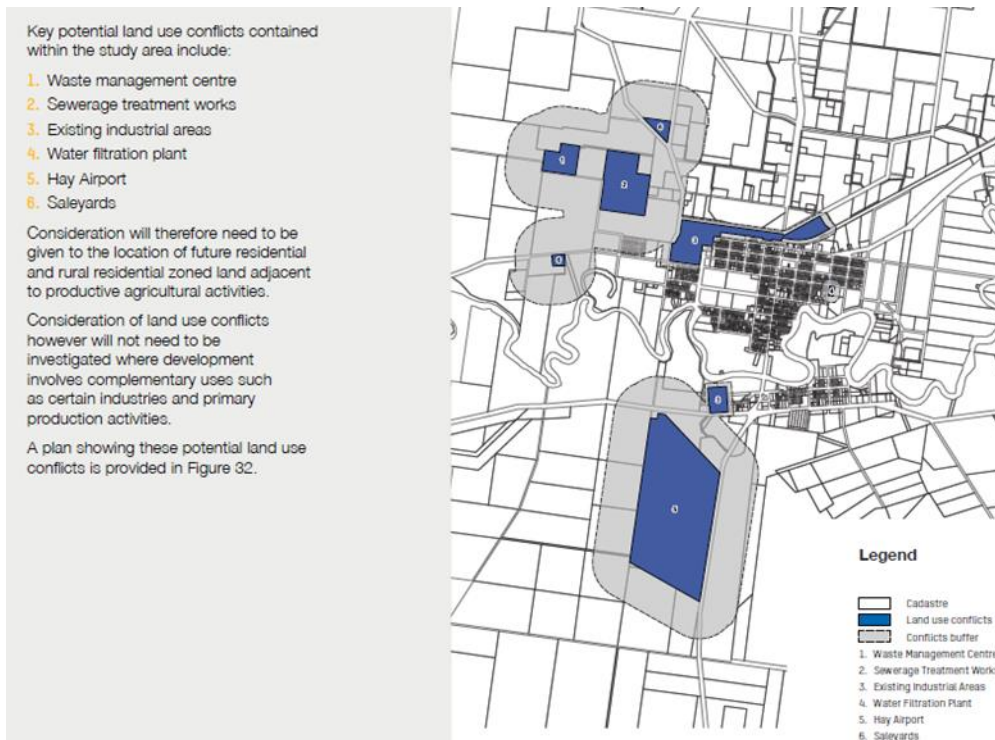 Key potential land use conflicts contained
within the study area include:
1. Waste management centre
2. Sewerage treatment works
3. Existing industrial areas
4. Water filtration plant
5. Hay Airport
6. Saleyards
Consideration will therefore need to be
given to the location of future residential
and rural residential zoned land adjacent
to productive agricultural activities.
Consideration of land use conflicts
however will not need to be
investigated where development
involves complementary uses such
as certain industries and primary
production activities.
A plan showing these potential land use
conflicts is provided in Figure 32.
1
2
3
4
3
5
Legend
Cadastre
Land use conflicts
Conflicts buffer
1. Waste Management Centre
2. Sewerage Treatment Works
3. Existing Industrial Areas
4. Water Filtration Plant
5. Hay Airport
6. Saleyards